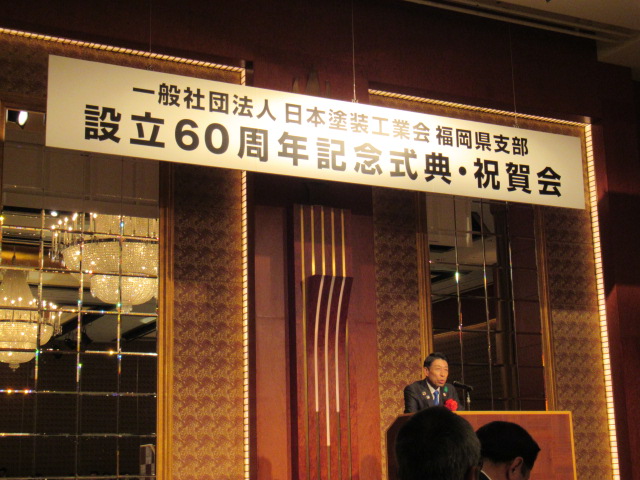 一般社団法人 日本塗装工業会 福岡県支部
設立60周年記念式典・祝賀会